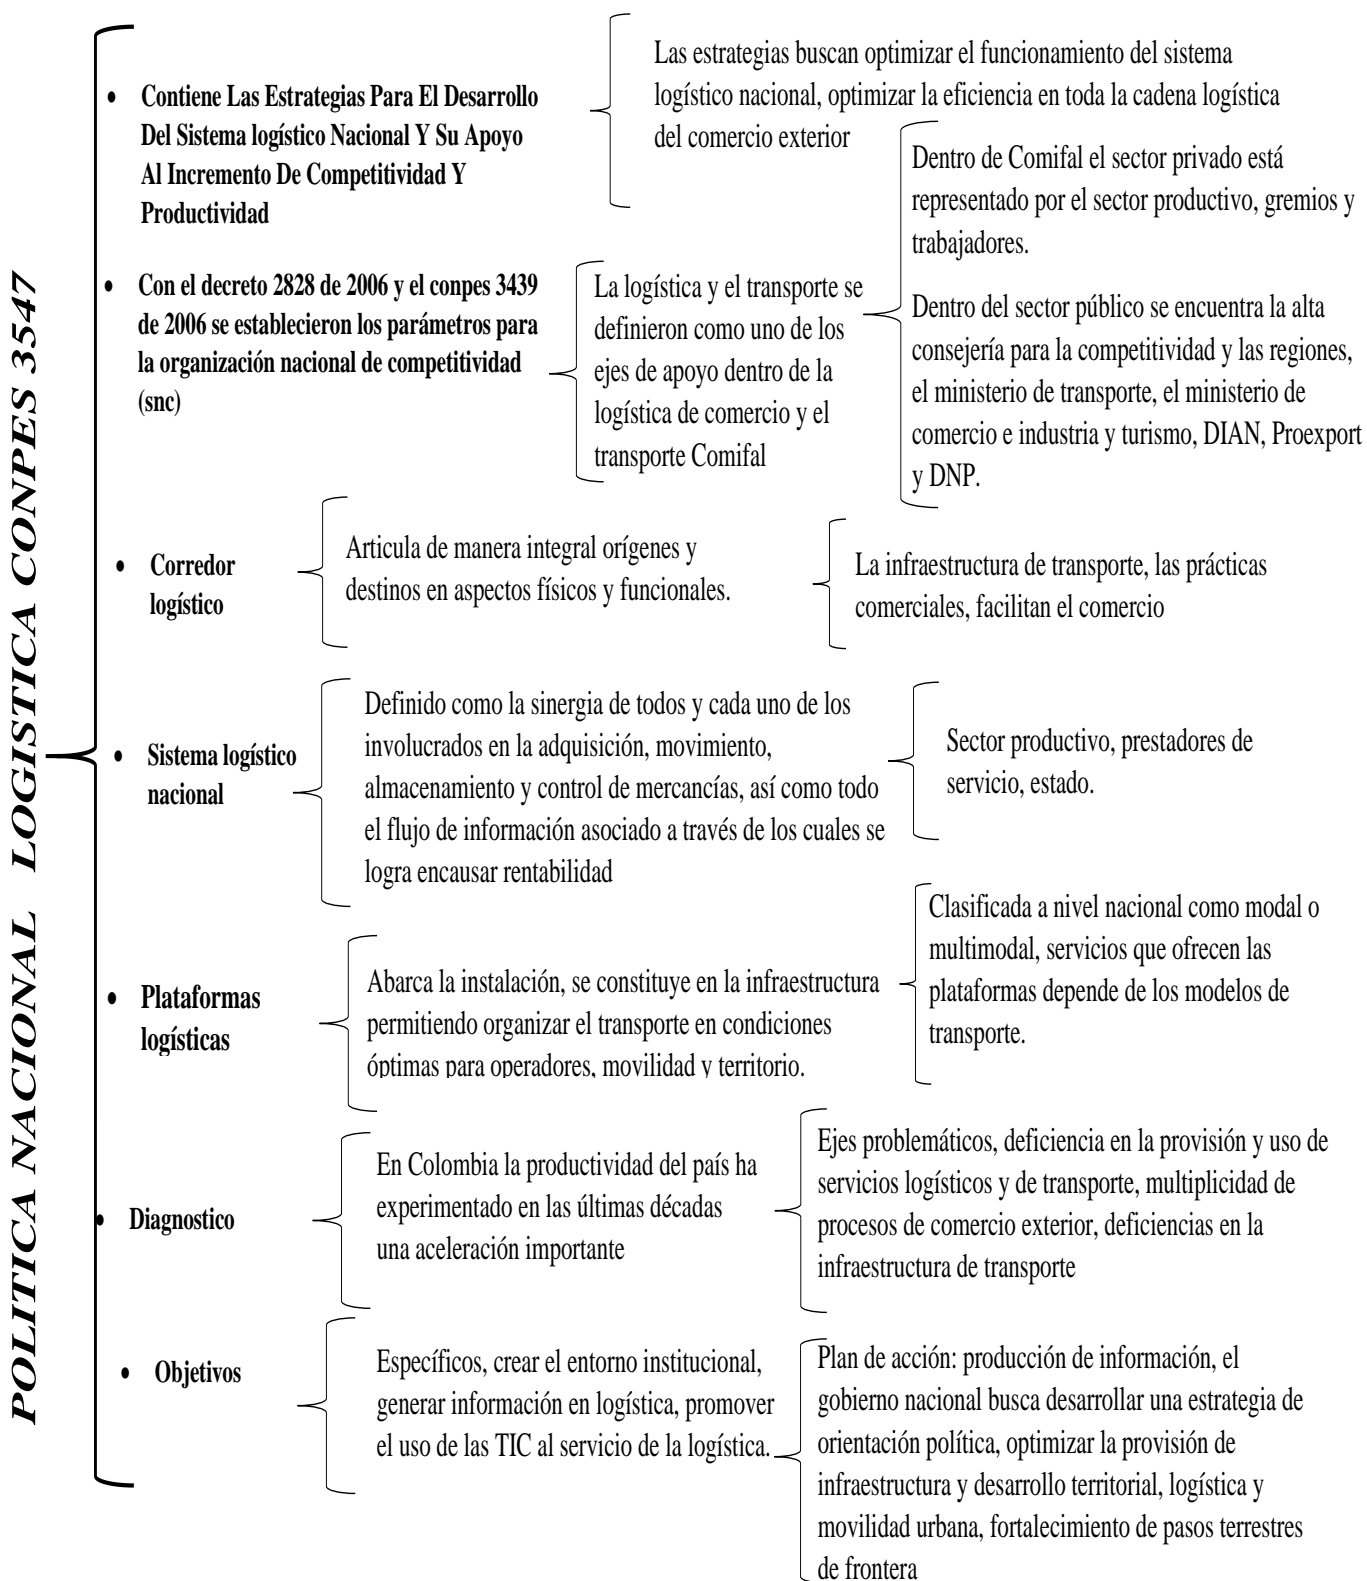 POLITICA NACIONAL LOGISTICA CONPES 3547
• Contiene Las Estrategias Para El Desarrollo
Del Sistema logístico Nacional Y Su Apoyo
Al Incremento De Competitividad Y
Productividad
Las estrategias buscan optimizar el funcionamiento del sistema
logístico nacional, optimizar la eficiencia en toda la cadena logística
del comercio exterior
• Con el decreto 2828 de 2006 y el conpes 3439
de 2006 se establecieron los parámetros para
la organización nacional de competitividad
(snc)
La logística y el transporte se
definieron como uno de los
ejes de apoyo dentro de la
logística de comercio y el
transporte Comifal
Dentro de Comifal el sector privado está
representado por el sector productivo, gremios y
trabajadores.
Dentro del sector público se encuentra la alta
consejería para la competitividad y las regiones,
el ministerio de transporte, el ministerio de
comercio e industria y turismo, DIAN, Proexport
y DNP.
• Corredor
logístico
Articula de manera integral orígenes y
destinos en aspectos físicos y funcionales.
La infraestructura de transporte, las prácticas
comerciales, facilitan el comercio
• Sistema logístico
nacional
Definido como la sinergia de todos y cada uno de los
involucrados en la adquisición, movimiento,
almacenamiento y control de mercancías, así como todo
el flujo de información asociado a través de los cuales se
logra encausar rentabilidad
Sector productivo, prestadores de
servicio, estado.
• Plataformas
logísticas
Abarca la instalación, se constituye en la infraestructura
permitiendo organizar el transporte en condiciones
óptimas para operadores, movilidad y territorio.
Clasificada a nivel nacional como modal o
multimodal, servicios que ofrecen las
plataformas depende de los modelos de
transporte.
• Diagnostico
En Colombia la productividad del país ha
experimentado en las últimas décadas
una aceleración importante
Ejes problemáticos, deficiencia en la provisión y uso de
servicios logísticos y de transporte, multiplicidad de
procesos de comercio exterior, deficiencias en la
infraestructura de transporte
• Objetivos
Específicos, crear el entorno institucional,
generar información en logística, promover
el uso de las TIC al servicio de la logística.
Plan de acción: producción de información, el
gobierno nacional busca desarrollar una estrategia de
orientación política, optimizar la provisión de
infraestructura y desarrollo territorial, logística y
movilidad urbana, fortalecimiento de pasos terrestres
de frontera